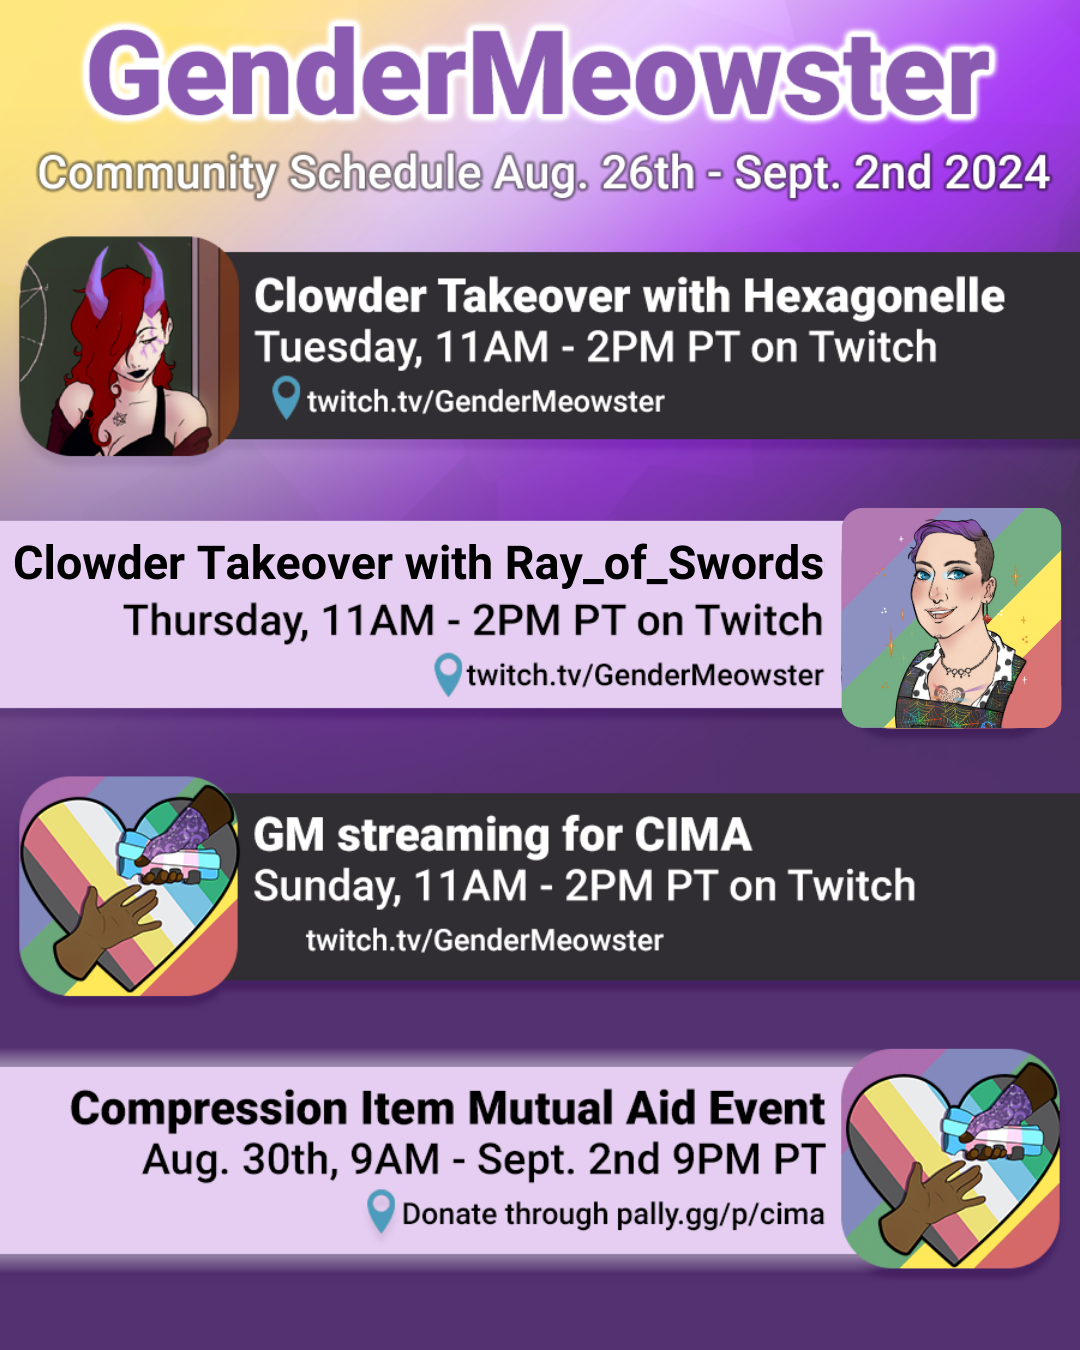 GenderMeowster
Community Schedule Aug. 26th - Sept. 2nd 2024
Clowder Takeover with Hexagonelle
Tuesday, 11AM - 2PM PT on Twitch
twitch.tv/GenderMeowster
Clowder Takeover with Ray_of_Swords
Thursday, 11AM - 2PM PT on Twitch
twitch.tv/GenderMeowster
GM streaming for CIMA
Sunday, 11AM - 2PM PT on Twitch
twitch.tv/GenderMeowster
Compression Item Mutual Aid Event
Aug. 30th, 9AM - Sept. 2nd 9PM PT
Donate through pally.gg/p/cima